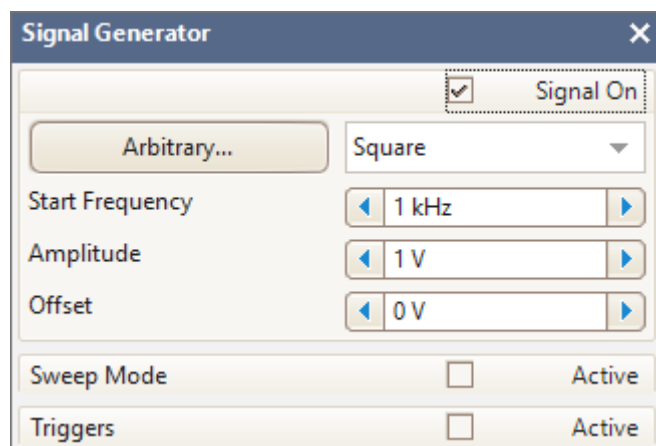 Signal Generator
Signal On
Arbitrary... Square
Start Frequency 1 kHz
Amplitude 1 V
Offset 0 V
Sweep Mode Active
Triggers Active